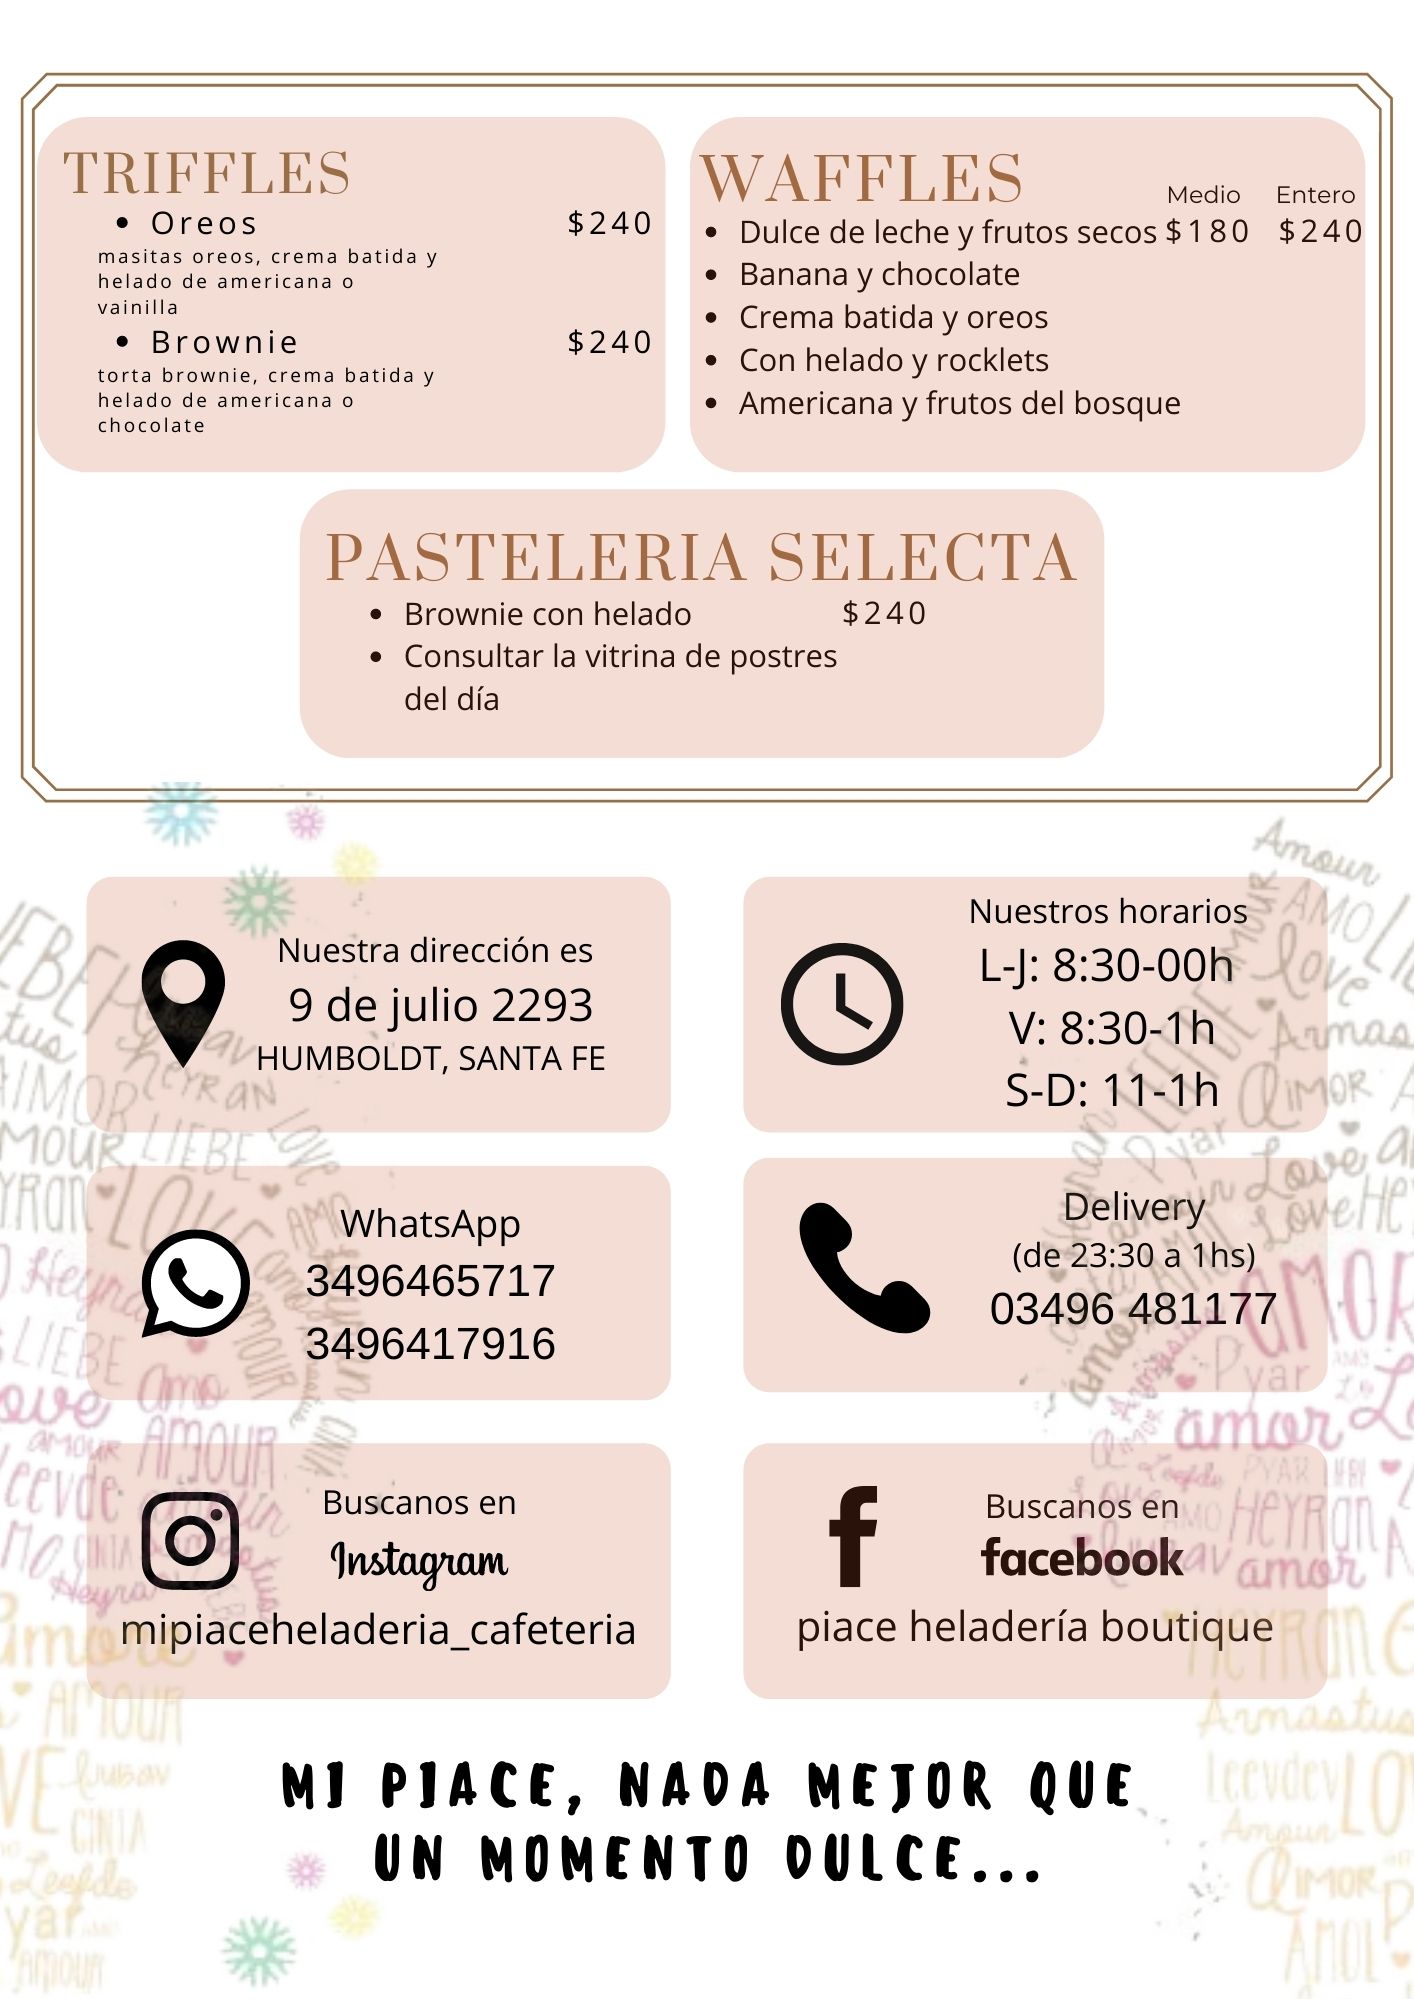 TRIFFLES
• Oreos $240
masitas oreos, crema batida y
helado de americana o
vainilla
• Brownie $240
torta brownie, crema batida y
helado de americana o
chocolate
WAFFLES
Medio Entero
• Dulce de leche y frutos secos $180 $240
• Banana y chocolate
• Crema batida y oreos
• Con helado y rocklets
• Americana y frutos del bosque
PASTELERIA SELECTA
• Brownie con helado $240
• Consultar la vitrina de postres
del día
Nuestra dirección es
9 de julio 2293
HUMBOLDT, SANTA FE
Nuestros horarios
L-J: 8:30-00h
V: 8:30-1h
S-D: 11-1h
WhatsApp
3496465717
3496417916
Delivery
(de 23:30 a 1hs)
03496 481177
Buscanos en
Instagram
mipiaceheladeria_cafeteria
Buscanos en
facebook
piace heladería boutique
MI PIACE, NADA MEJOR QUE
UN MOMENTO DULCE...